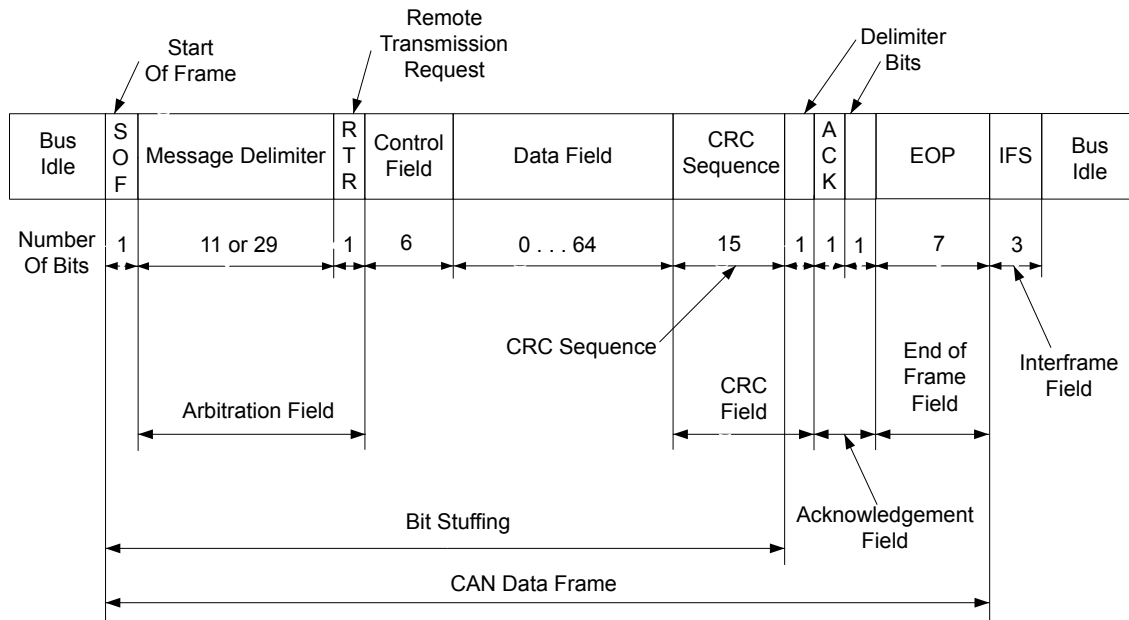 Start
Of Frame
Remote
Transmission
Request
Delimiter
Bits
Bus
Idle
S
O
F
Message Delimiter
R
T
R
Control
Field
Data Field
CRC
Sequence
A
C
K
EOP
IFS
Bus
Idle
Number
Of Bits
1
11 or 29
1
6
0 . . . 64
15
1
1
1
7
3
CRC Sequence
End of
Frame
Field
Interframe
Field
Arbitration Field
CRC
Field
Bit Stuffing
Acknowledgement
Field
CAN Data Frame